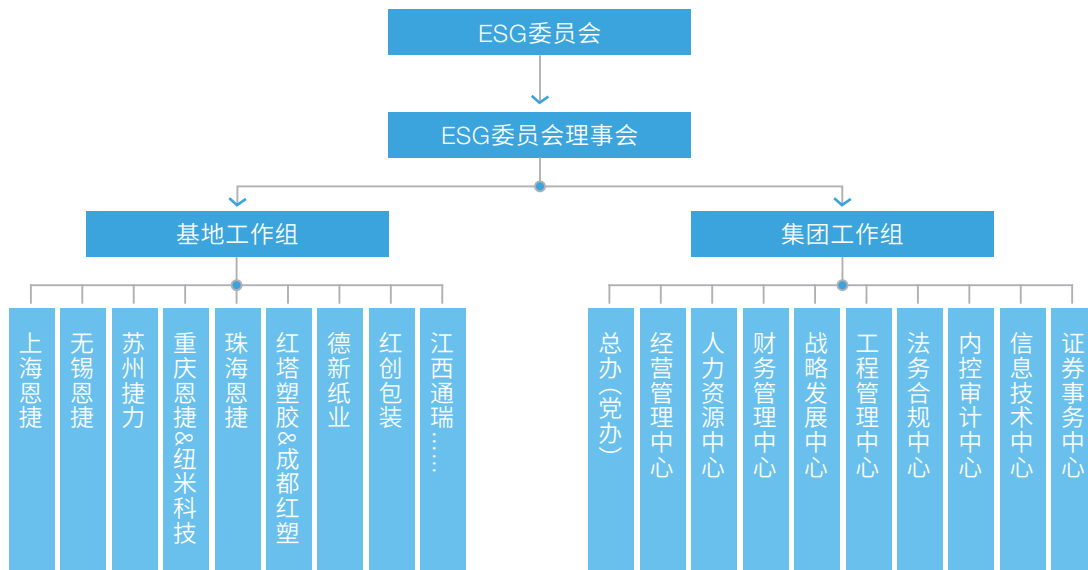 ESG委员会
ESG委员会理事会
基地工作组
集团工作组
上海恩捷
无锡恩捷
苏州捷力
重庆恩捷&纽米科技
珠海恩捷
红塔塑胶&成都红塑
德新纸业
红创包装
江西通瑞……
总办（党办）
经营管理中心
人力资源中心
财务管理中心
战略发展中心
工程管理中心
法务合规中心
内控审计中心
信息技术中心
证券事务中心